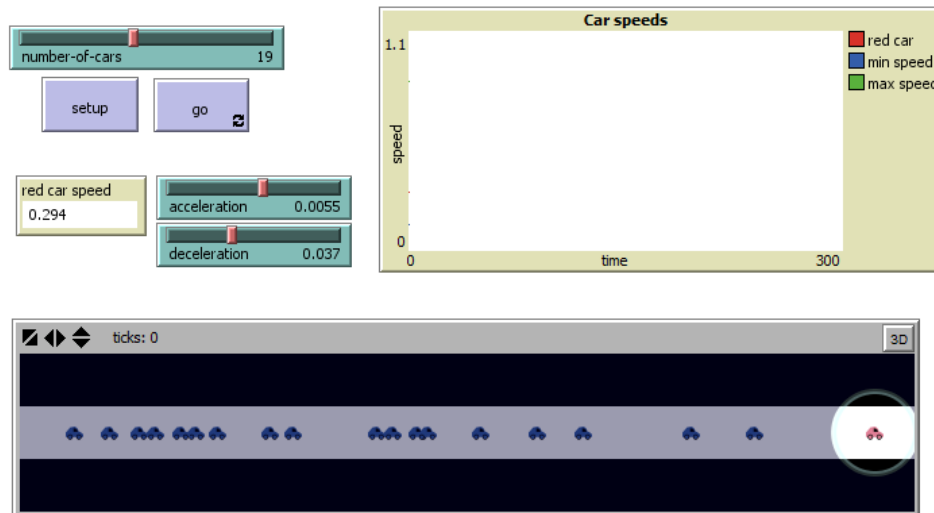 number-of-cars 19
setup
go
red car speed
0.294
acceleration 0.0055
deceleration 0.037
Car speeds
1.1
speed
0
0 time 300
red car
min speed
max speed
ticks: 0
3D